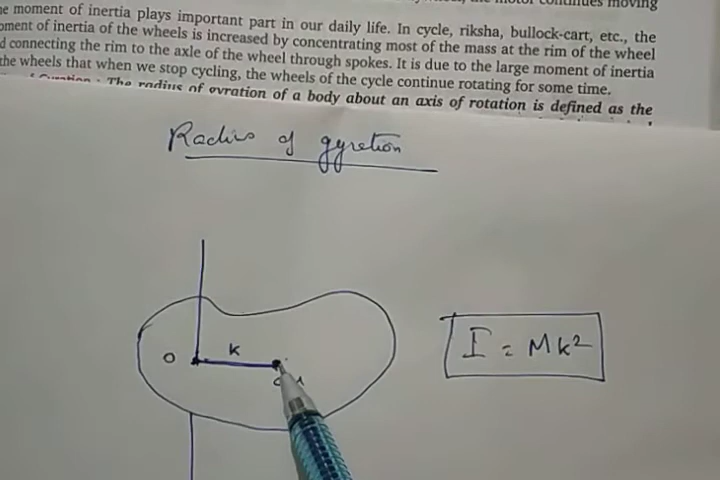 continues moving
moment of inertia plays important part in our daily life. In cycle, riksha, bullock-cart, etc., the
of inertia of the wheels is increased by concentrating most of the mass at the rim of the wheel
connecting the rim to the axle of the wheel through spokes. It is due to the large moment of inertia
the wheels that when we stop cycling, the wheels of the cycle continue rotating for some time.
The radius of gyration of a body about an axis of rotation is defined as the
Radius of gyretion
O
K
I = MK²